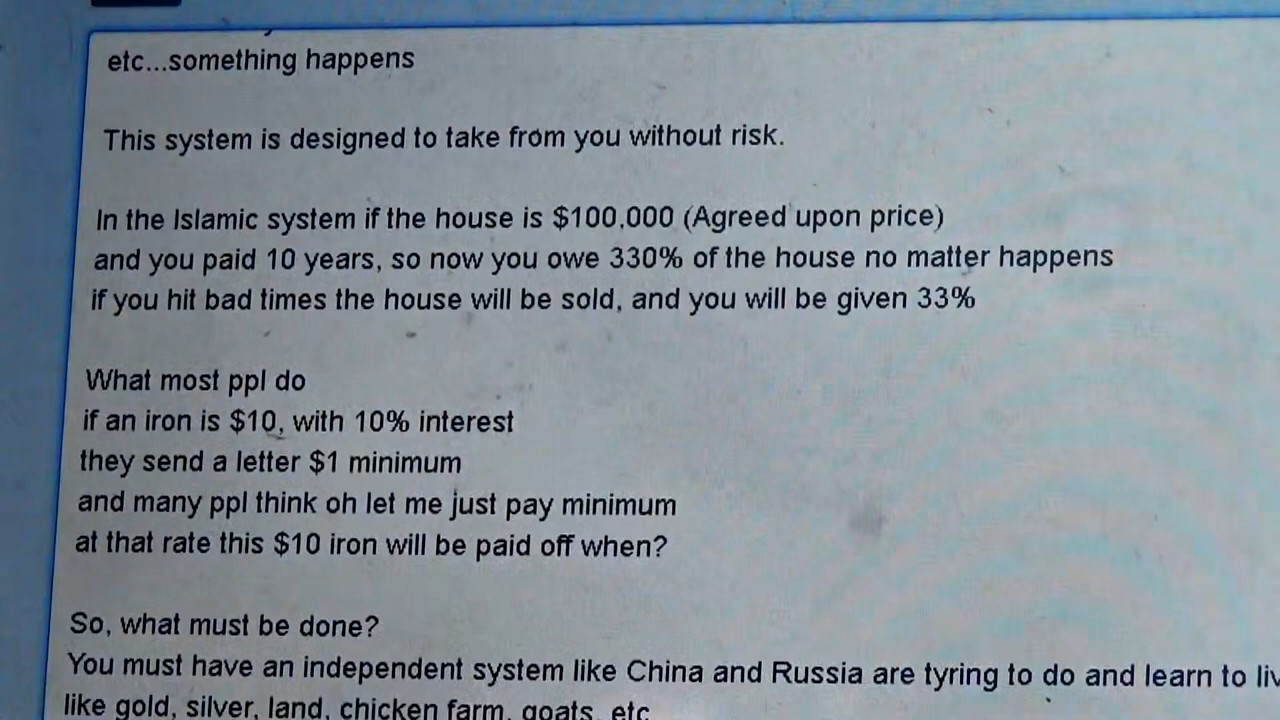 etc...something happens
This system is designed to take from you without risk.
In the Islamic system if the house is $100,000 (Agreed upon price)
and you paid 10 years, so now you owe 330% of the house no matter happens
if you hit bad times the house will be sold, and you will be given 33%
What most ppl do
if an iron is $10, with 10% interest
they send a letter $1 minimum
and many ppl think oh let me just pay minimum
at that rate this $10 iron will be paid off when?
So, what must be done?
You must have an independent system like China and Russia are tyring to do and learn to
like gold, silver, land, chicken farm, goats, etc